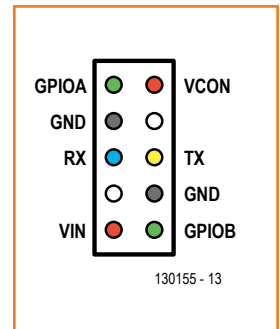 GPIOA VCON
GND
RX TX
GND
VIN GPIOB
130155 - 13